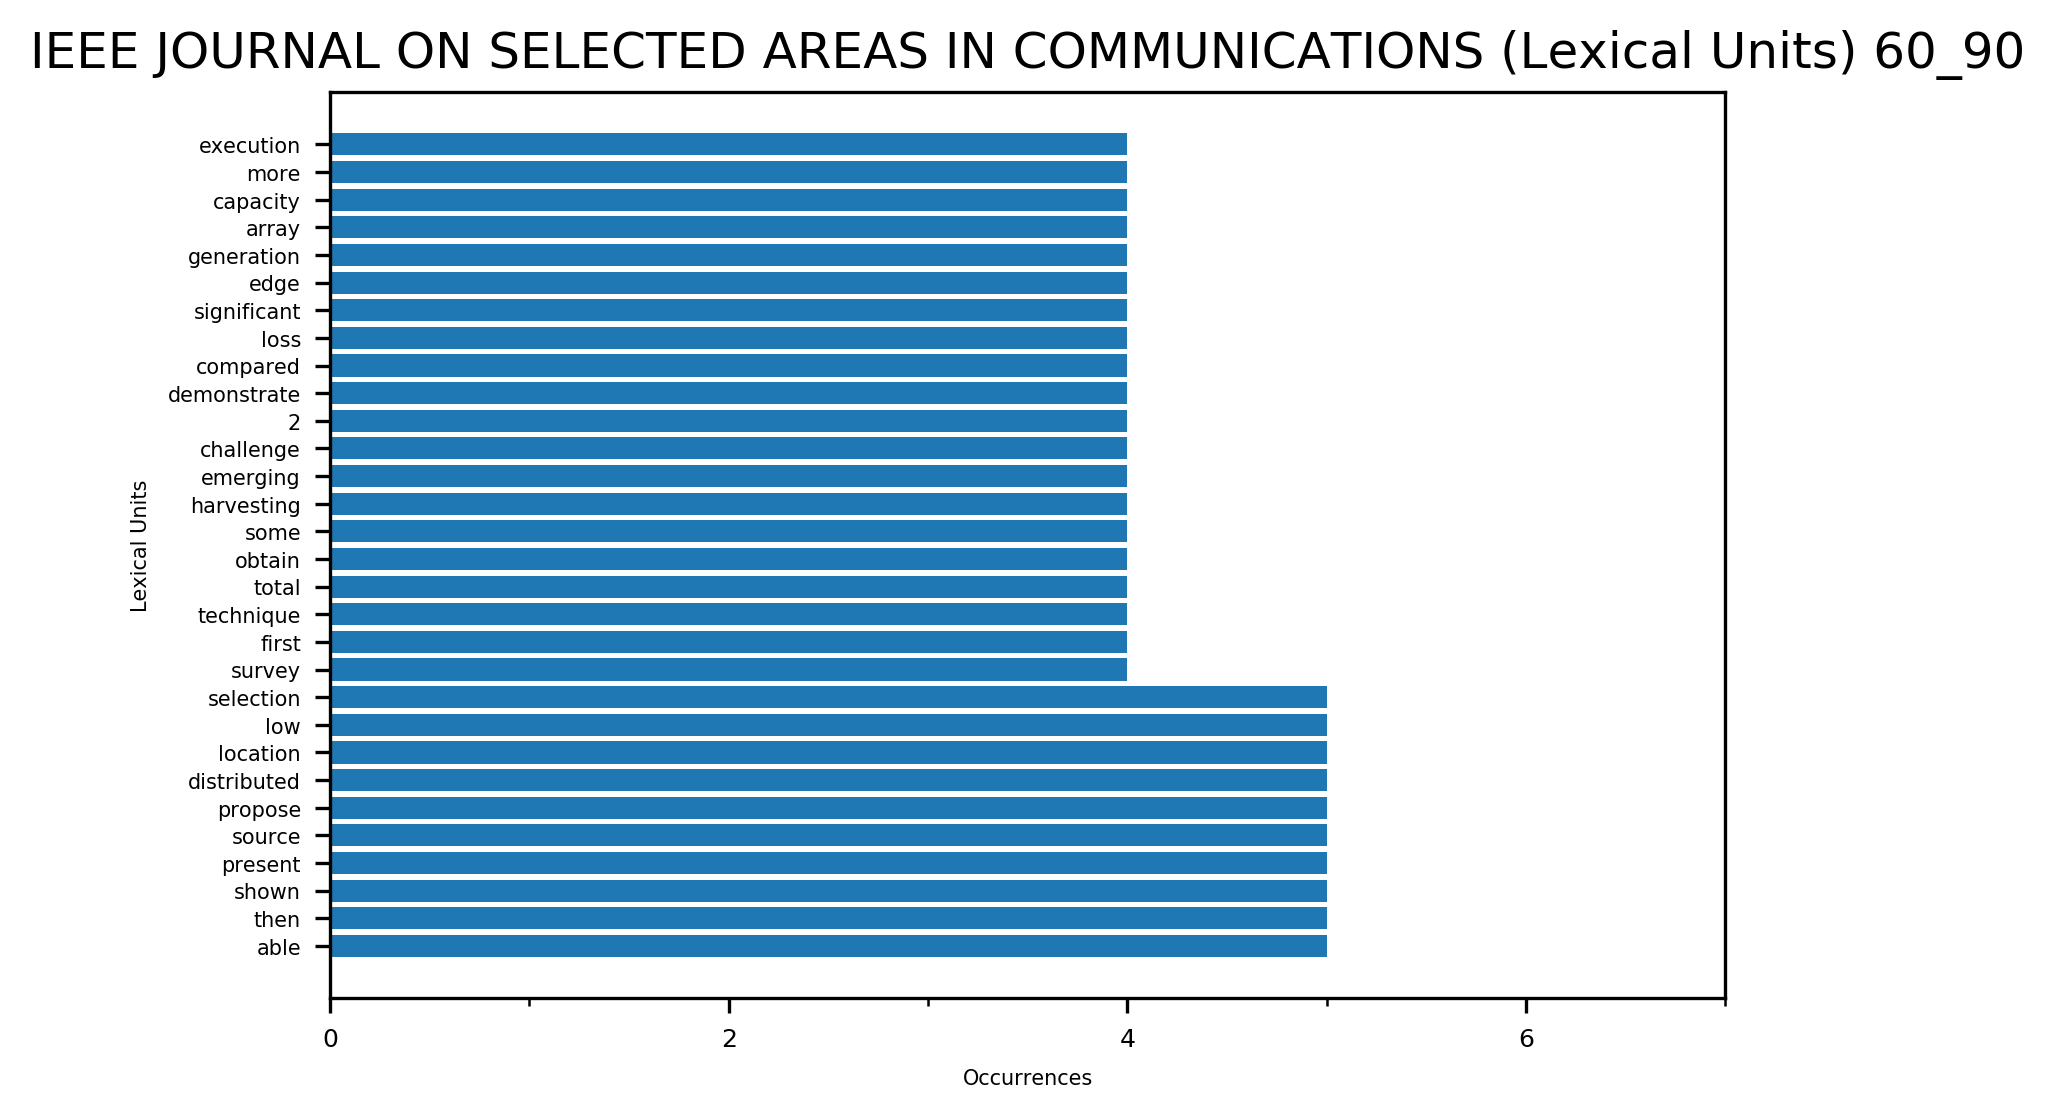 IEEE JOURNAL ON SELECTED AREAS IN COMMUNICATIONS (Lexical Units) 60_90
execution
more
capacity
array
generation
edge
significant
loss
compared
demonstrate
2
challenge
emerging
harvesting
some
obtain
total
technique
first
survey
selection
low
location
distributed
propose
source
present
shown
then
able
Lexical Units
0 2 4 6
Occurrences